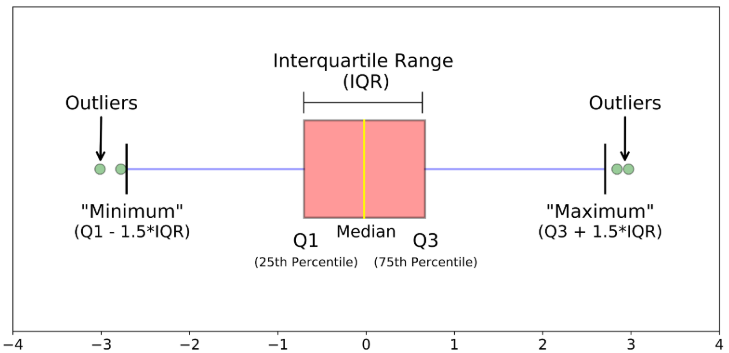 Interquartile Range
(IQR)
Outliers
Outliers
"Minimum"
(Q1 - 1.5*IQR)
"Maximum"
(Q3 + 1.5*IQR)
Median
Q1
Q3
(25th Percentile)
(75th Percentile)
−4 −3 −2 −1 0 1 2 3 4